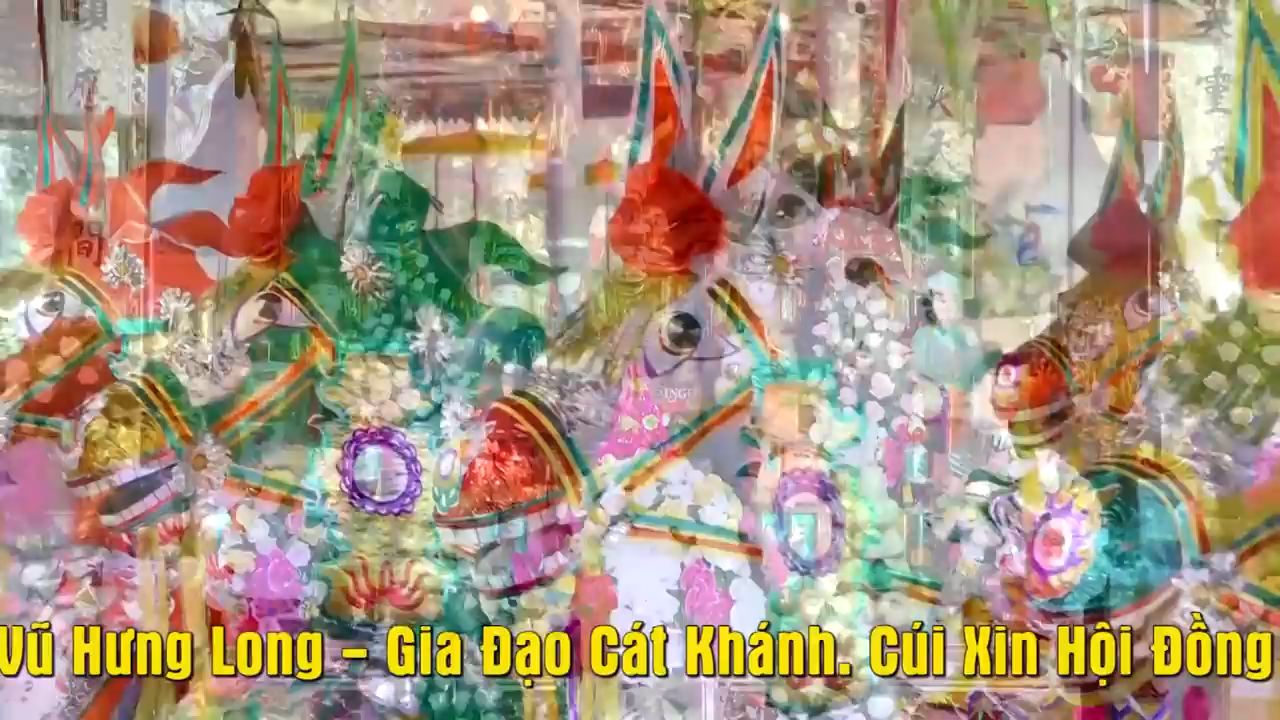 Vũ Hưng Long – Gia Đạo Cát Khánh. Cúi Xin Hội Đồng